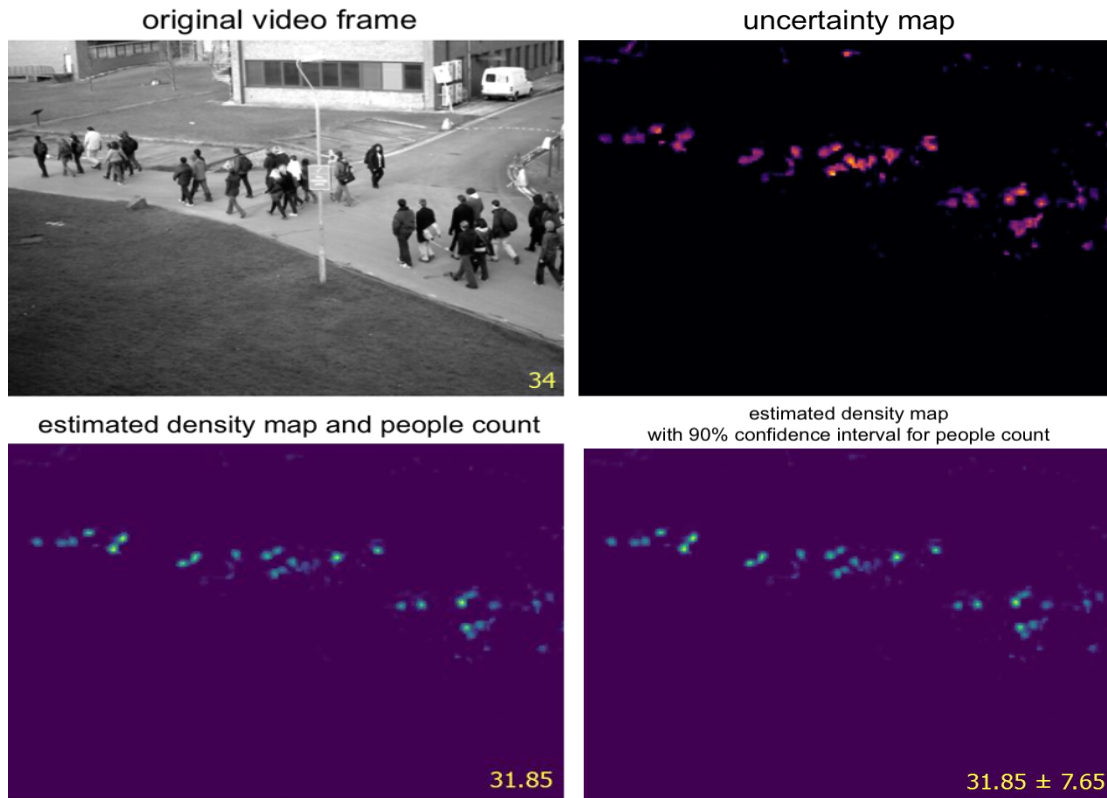 original video frame
uncertainty map
34
estimated density map and people count
estimated density map
with 90% confidence interval for people count
31.85
31.85 ± 7.65